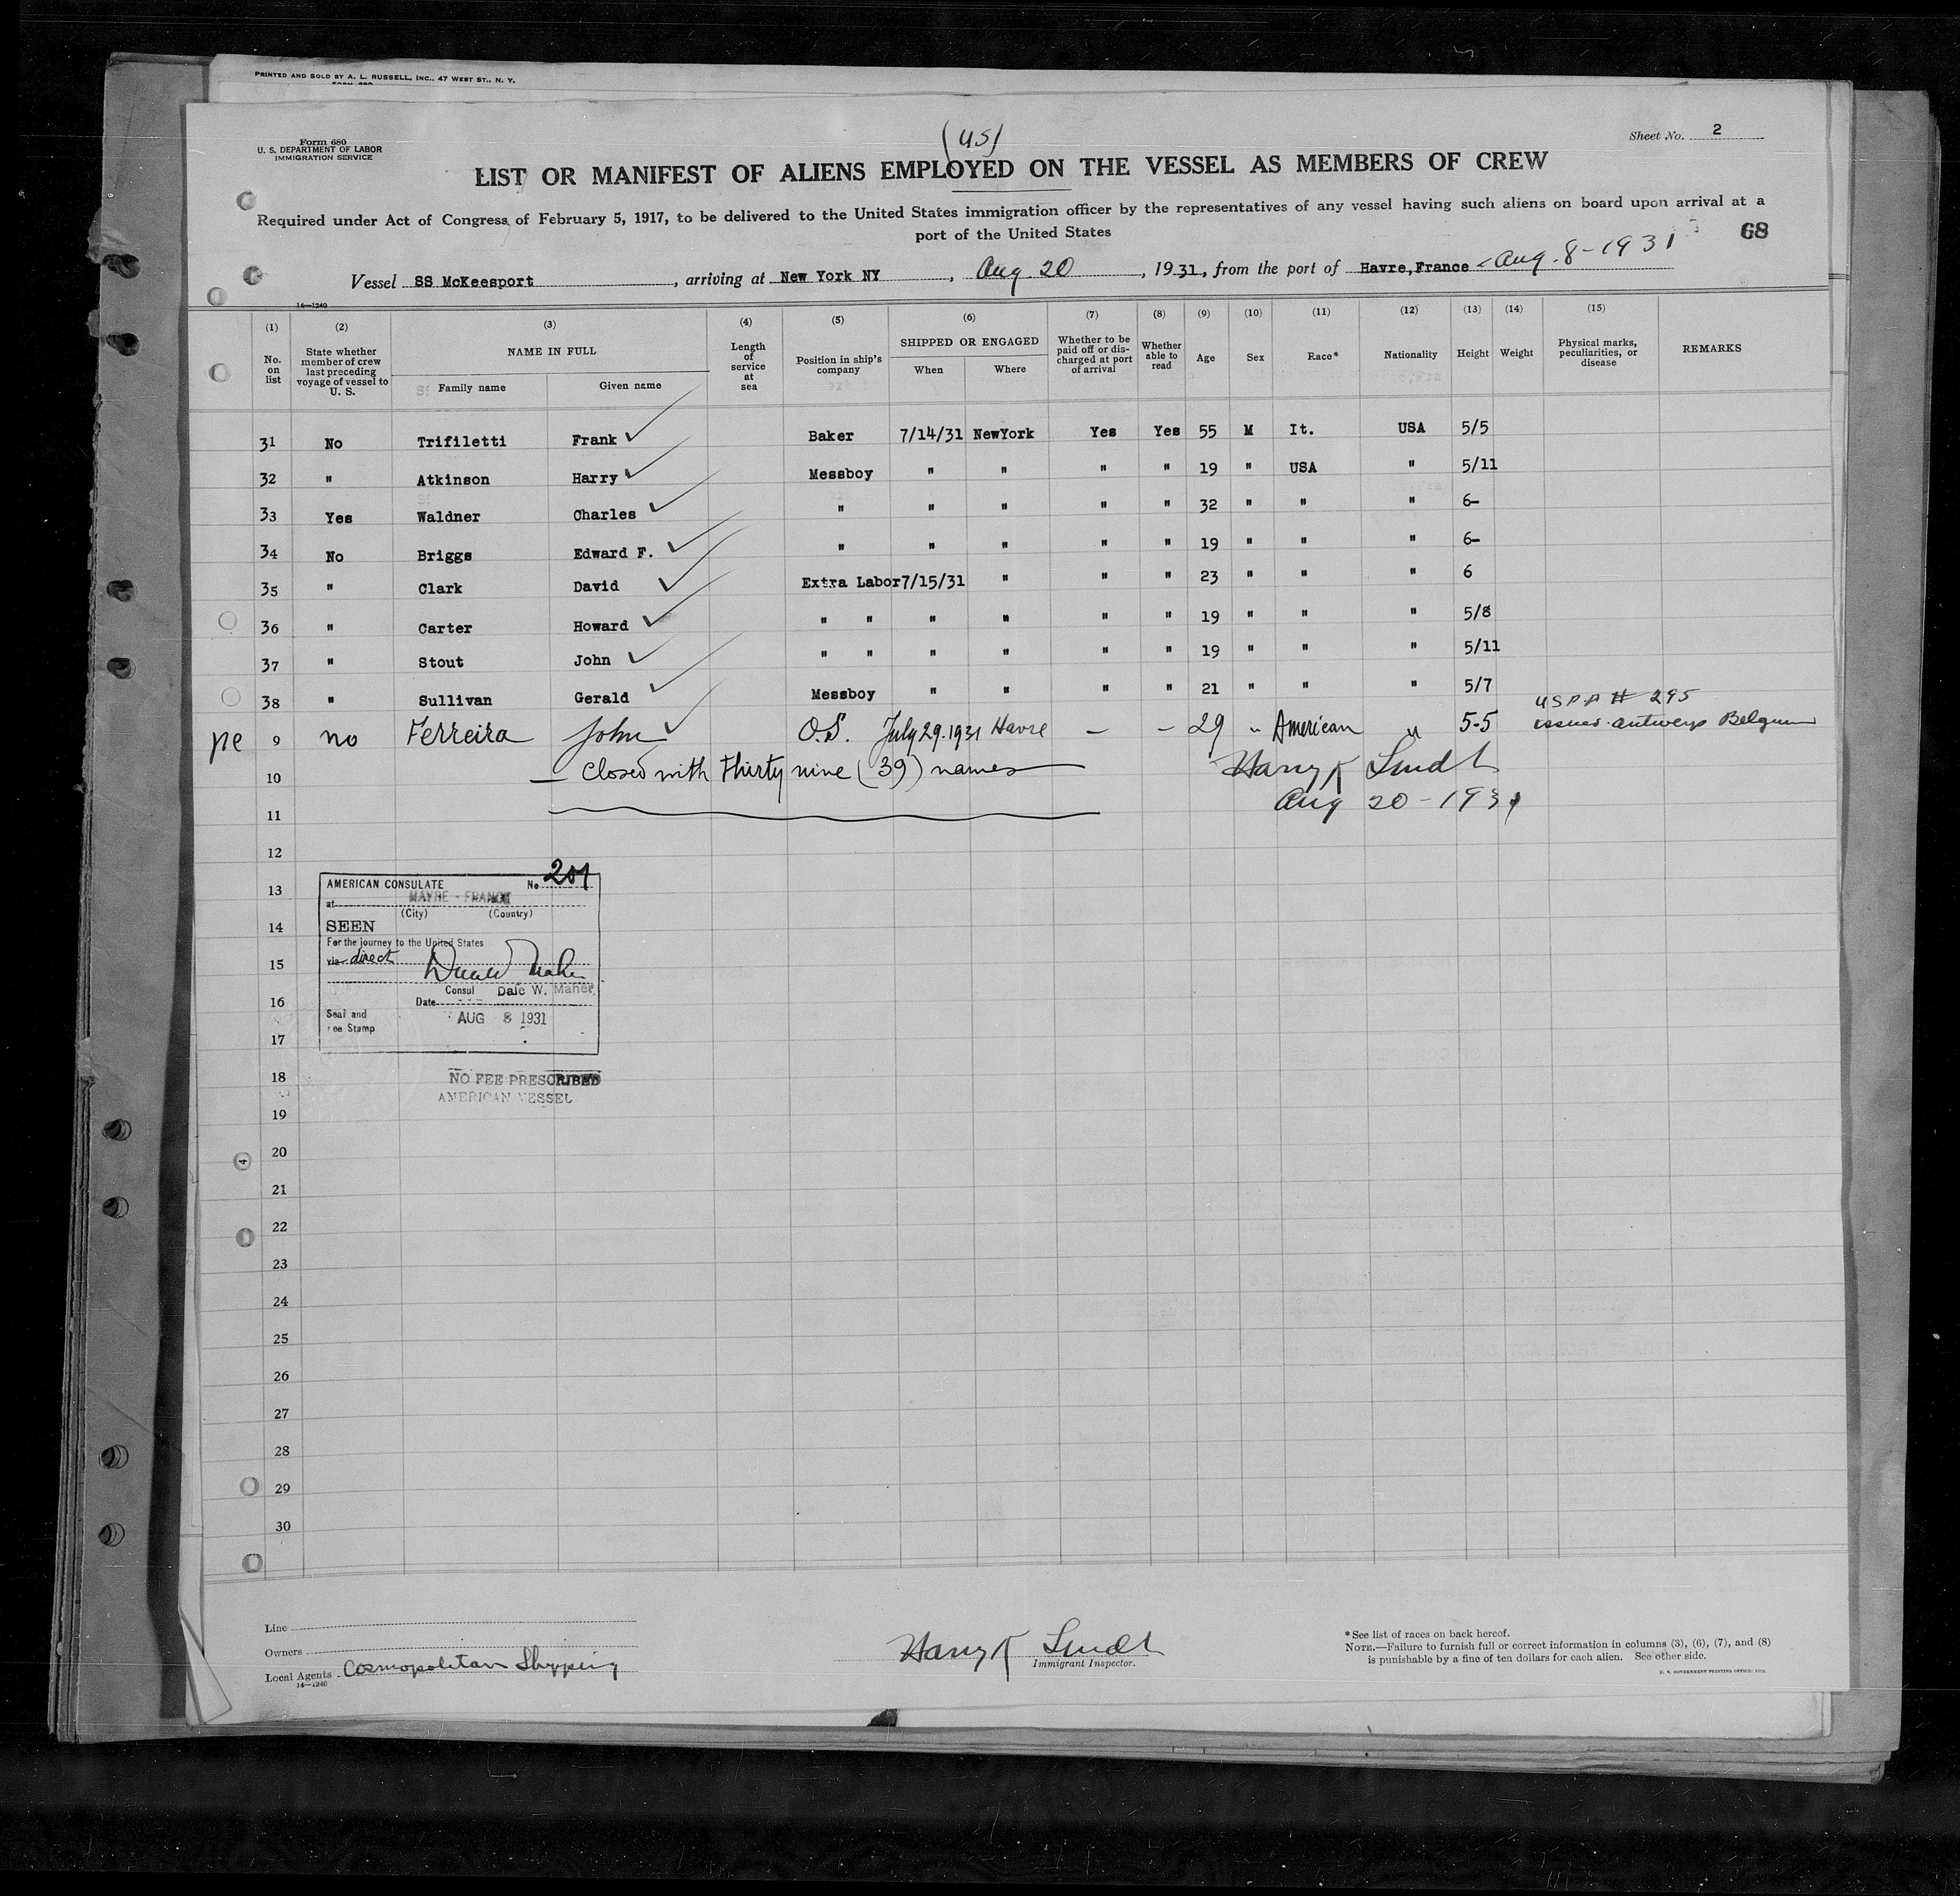 PRINTED AND SOLD BY A. L. RUSSELL, INC., 47 WEST ST., N. Y.
Form 680
U. S. DEPARTMENT OF LABOR
IMMIGRATION SERVICE
(US)
Sheet No. 2
LIST OR MANIFEST OF ALIENS EMPLOYED ON THE VESSEL AS MEMBERS OF CREW
Required under Act of Congress of February 5, 1917, to be delivered to the United States immigration officer by the representatives of any vessel having such aliens on board upon arrival at a
port of the United States
68
Vessel SS McKeesport, arriving at New York NY, Aug 20, 1931, from the port of Havre, France - Aug. 8-1931
14—1240
(1) (2) (3) (4) (5) (6) (7) (8) (9) (10) (11) (12) (13) (14) (15)
No. on list
State whether member of crew last preceding voyage of vessel to U. S.
NAME IN FULL
Family name Given name
Length of service at sea
Position in ship's company
SHIPPED OR ENGAGED
When Where
Whether to be paid off or discharged at port of arrival
Whether able to read
Age
Sex
Race*
Nationality
Height
Weight
Physical marks, peculiarities, or disease
REMARKS
31 No Trifiletti Frank Baker 7/14/31 NewYork Yes Yes 55 M It. USA 5/5
32 " Atkinson Harry Messboy " " " " 19 " USA " 5/11
33 Yes Waldner Charles " " " " " 32 " " " 6-
34 No Briggs Edward F. " " " " " 19 " " " 6-
35 " Clark David Extra Labor 7/15/31 " " " 23 " " " 6
36 " Carter Howard " " " " " " 19 " " " 5/8
37 " Stout John " " " " " " 19 " " " 5/11
38 " Sullivan Gerald Messboy " " " " 21 " " " 5/7
USPP # 295
pe 9 no Ferreira John O.S. July 29.1931 Havre — — 29 " American " 5-5 issued Antwerp Belgium
10 — Closed with Thirty nine (39) names — Harry K Lindt
Aug 20-1931
11
12
13
14
15
16
17
18
19
20
21
22
23
24
25
26
27
28
29
30
AMERICAN CONSULATE No 201
at HAVRE - FRANCE
(City) (Country)
SEEN
For the journey to the United States
via direct
Consul Dale W. Maher
Date
AUG 8 1931
Seal and
Fee Stamp
NO FEE PRESCRIBED
AMERICAN VESSEL
4
Line
Owners
Local Agents Cosmopolitan Shipping
14—1240
Harry K Lindt
Immigrant Inspector.
*See list of races on back hereof.
NOTE.—Failure to furnish full or correct information in columns (3), (6), (7), and (8)
is punishable by a fine of ten dollars for each alien. See other side.